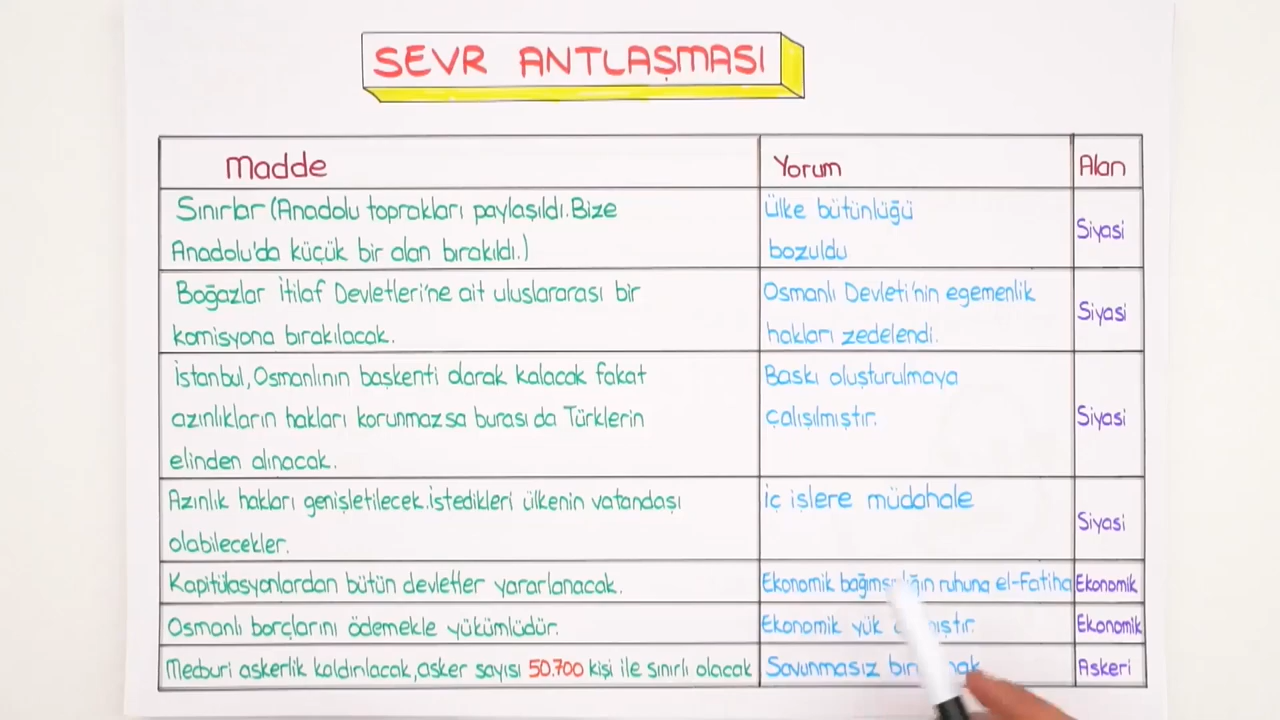 SEVR ANTLAŞMASI
Madde
Yorum
Alan
Sınırlar (Anadolu toprakları paylaşıldı. Bize
Anadolu'da küçük bir alan bırakıldı.)
Ülke bütünlüğü
bozuldu
Siyasi
Boğazlar İtilaf Devletleri'ne ait uluslararası bir
komisyona bırakılacak.
Osmanlı Devleti'nin egemenlik
hakları zedelendi.
Siyasi
İstanbul, Osmanlının başkenti olarak kalacak fakat
azınlıkların hakları korunmazsa burası da Türklerin
elinden alınacak.
Baskı oluşturulmaya
çalışılmıştır.
Siyasi
Azınlık hakları genişletilecek. İstedikleri ülkenin vatandaşı
olabilecekler.
İç işlere müdahale
Siyasi
Kapitülasyonlardan bütün devletler yararlanacak.
Ekonomik ruhuna el-Fatiha
Ekonomik
Osmanlı borçlarını ödemekle yükümlüdür.
Ekonomik yük
Ekonomik
Mecburi askerlik kaldırılacak, asker sayısı 50.700 kişi ile sınırlı olacak
Savunmasız
Askeri